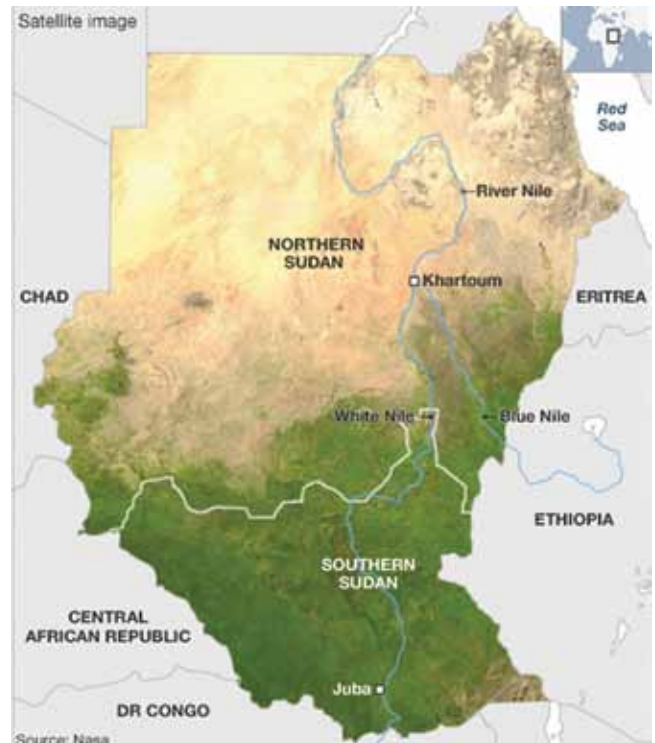 Satellite image
Red
Sea
River Nile
NORTHERN
SUDAN
Khartoum
CHAD
ERITREA
White Nile
Blue Nile
ETHIOPIA
SOUTHERN
SUDAN
CENTRAL
AFRICAN REPUBLIC
Juba
DR CONGO
Source: Nasa